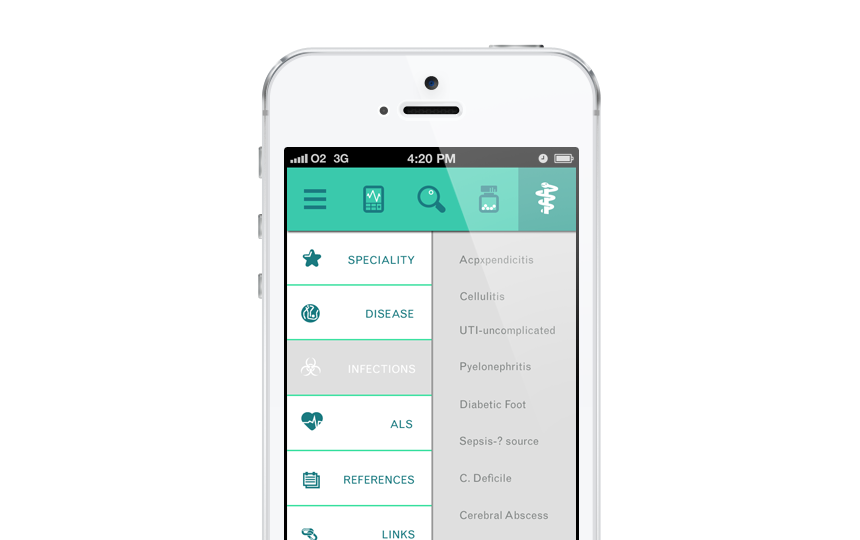 O2 3G 4:20 PM
SPECIALITY
DISEASE
INFECTIONS
ALS
REFERENCES
LINKS
Acpxpendicitis
Cellulitis
UTI-uncomplicated
Pyelonephritis
Diabetic Foot
Sepsis-? source
C. Deficile
Cerebral Abscess